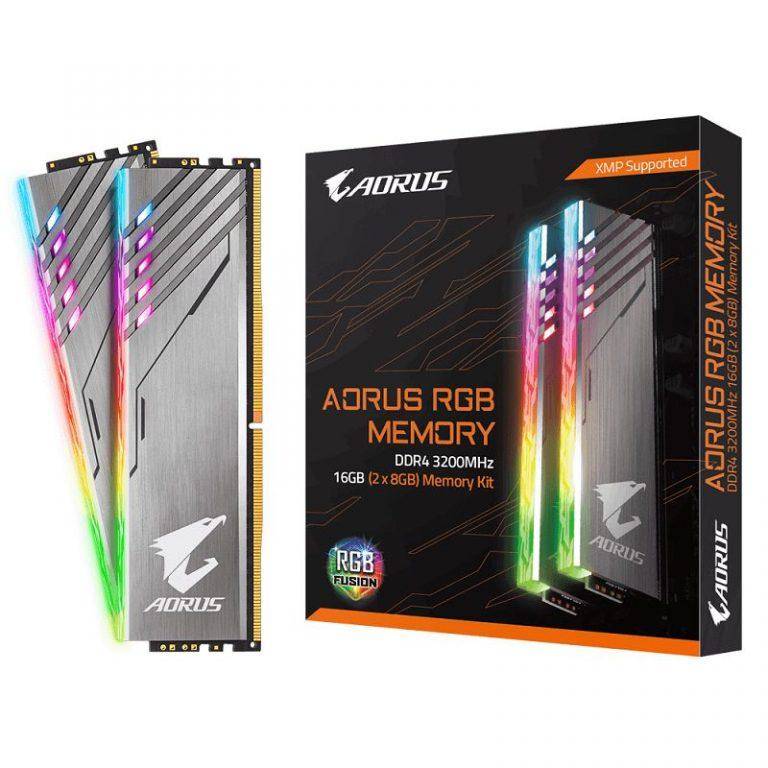 AORUS
AORUS
XMP Supported
AORUS RGB
MEMORY
DDR4 3200MHz
16GB (2 x 8GB) Memory Kit
RGB
FUSION
AORUS
AORUS RGB MEMORY
DDR4 3200MHz 16GB (2 x 8GB) Memory Kit
AORUS